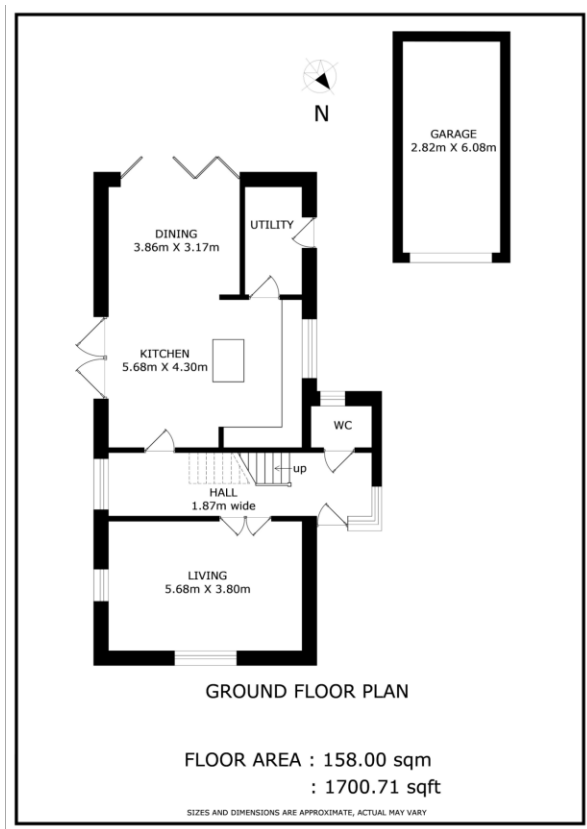 N
GARAGE
2.82m X 6.08m
UTILITY
DINING
3.86m X 3.17m
KITCHEN
5.68m X 4.30m
WC
up
HALL
1.87m wide
LIVING
5.68m X 3.80m
GROUND FLOOR PLAN
FLOOR AREA : 158.00 sqm
: 1700.71 sqft
SIZES AND DIMENSIONS ARE APPROXIMATE, ACTUAL MAY VARY